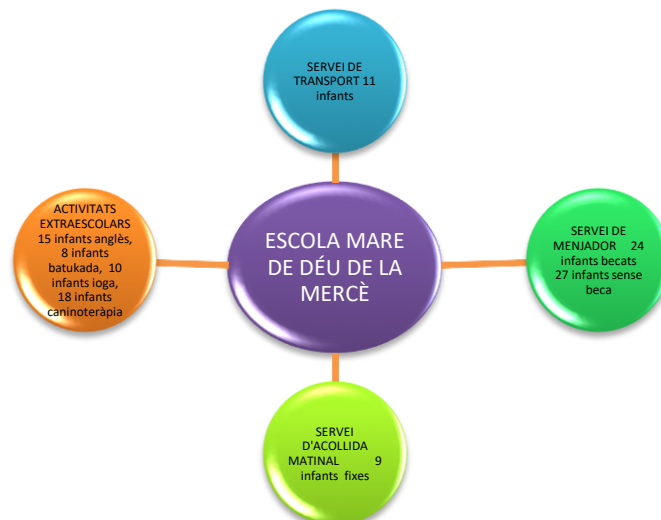 SERVEI DE
TRANSPORT 11
infants
ACTIVITATS
EXTRAESCOLARS
15 infants anglès,
8 infants
batukada, 10
infants ioga,
18 infants
caninoteràpia
ESCOLA MARE
DE DÉU DE LA
MERCÈ
SERVEI DE
MENJADOR 24
infants becats
27 infants sense
beca
SERVEI
D'ACOLLIDA
MATINAL 9
infants fixes